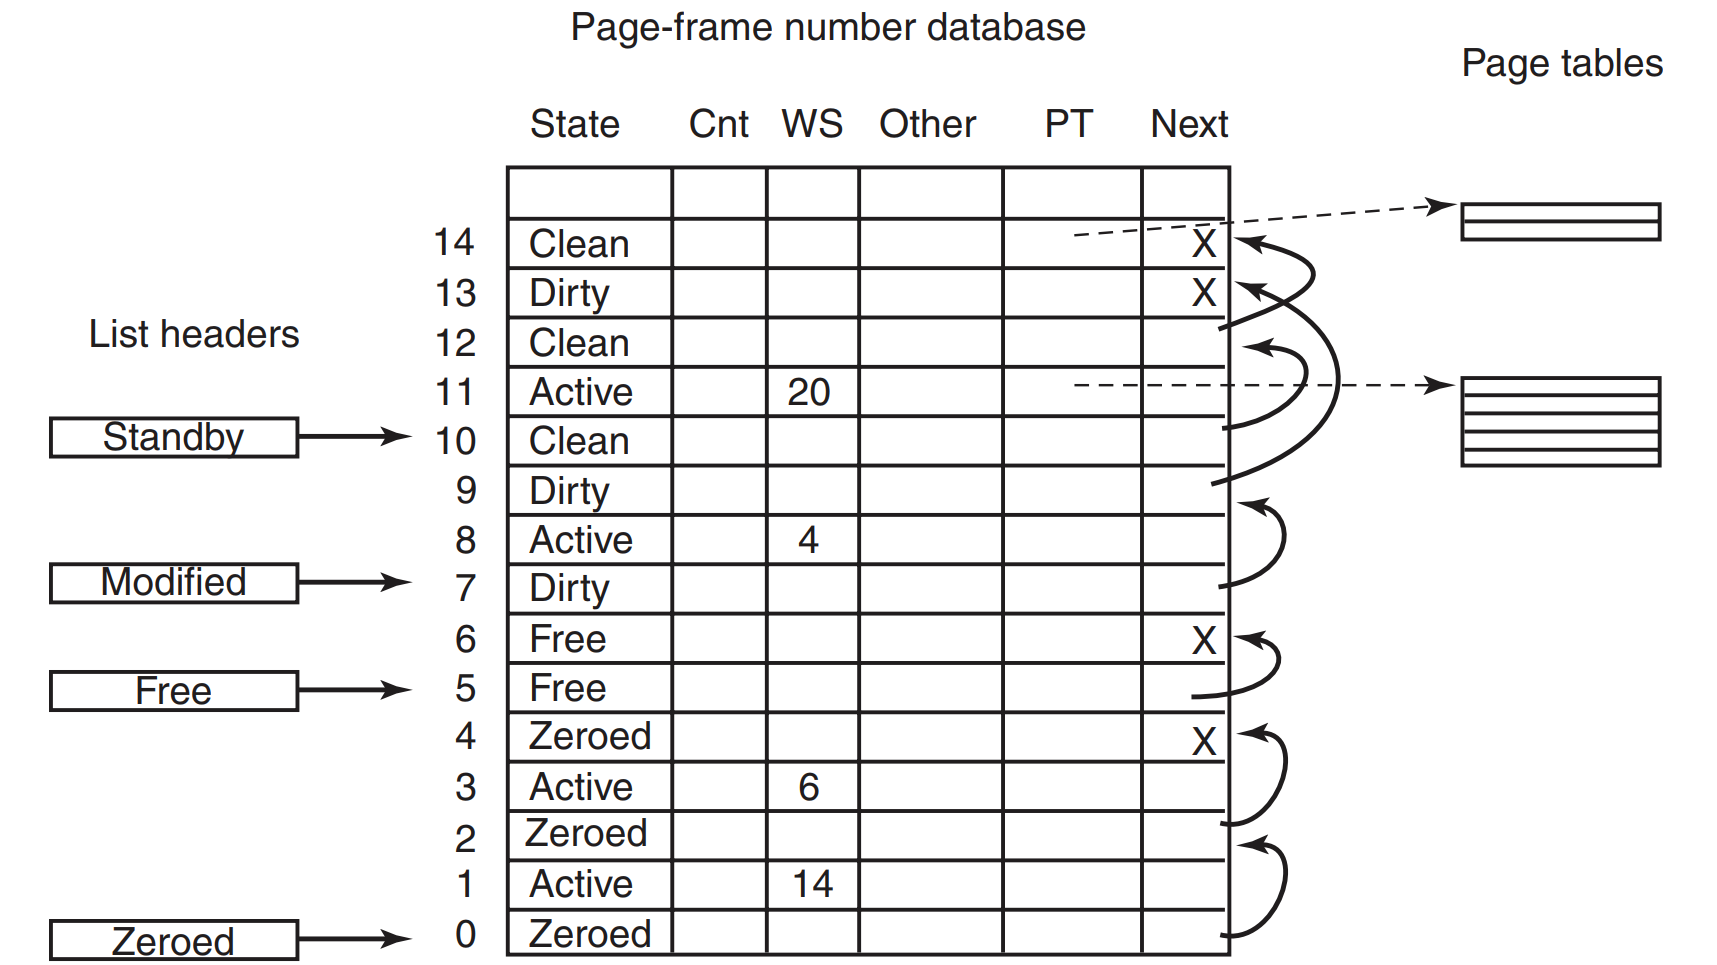 Page-frame number database
Page tables
State Cnt WS Other PT Next
14 Clean X
13 Dirty X
List headers
12 Clean
11 Active 20
Standby
10 Clean
9 Dirty
8 Active 4
Modified
7 Dirty
6 Free X
Free
5 Free
4 Zeroed X
3 Active 6
2 Zeroed
1 Active 14
Zeroed
0 Zeroed